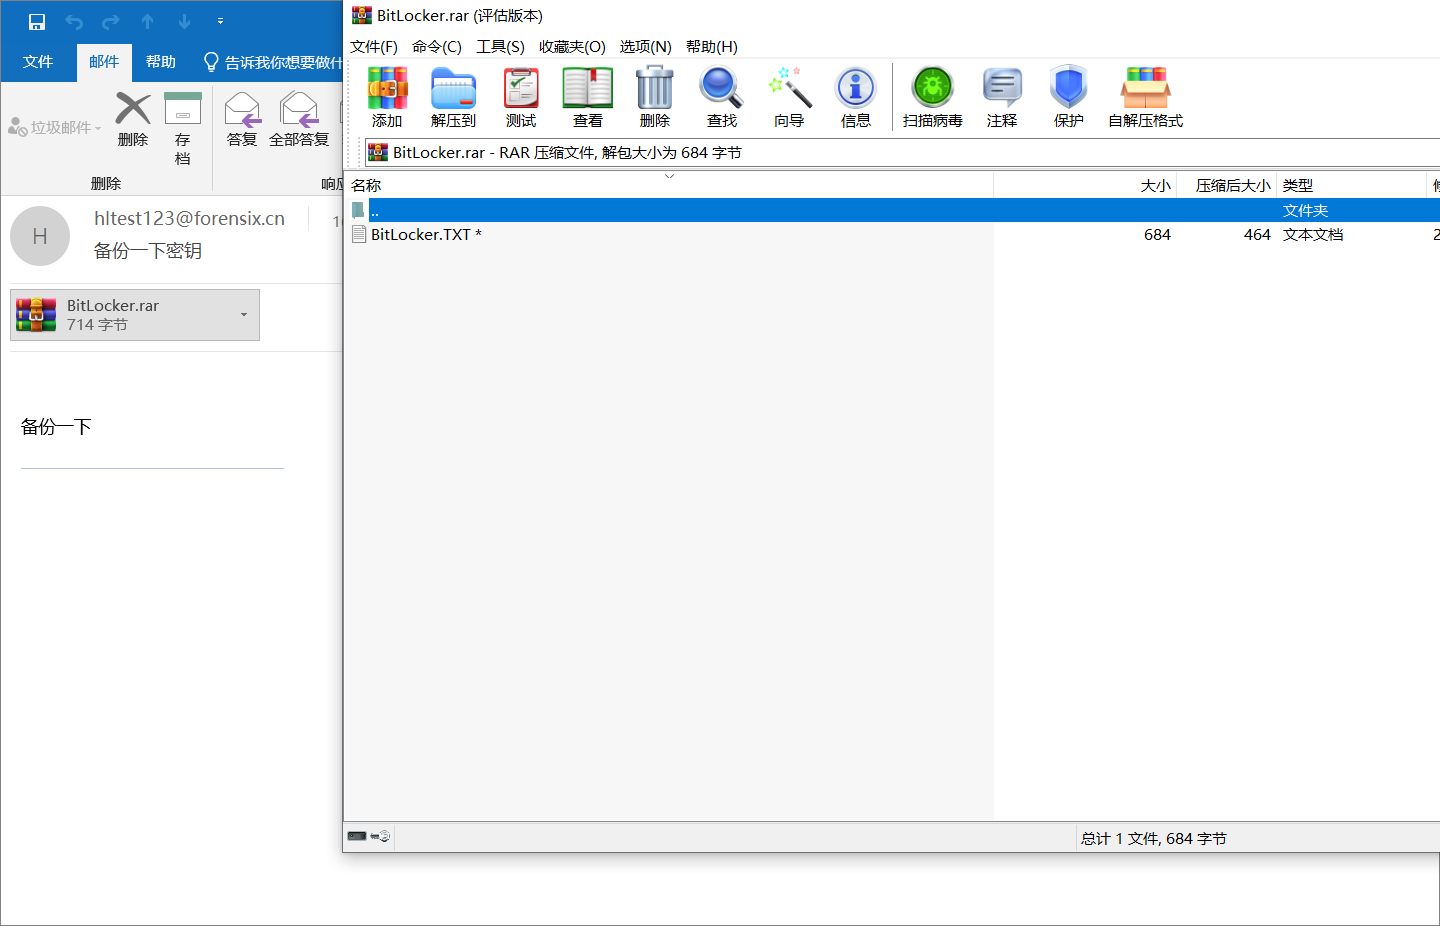 文件
邮件
帮助
告诉我你想要做什
垃圾邮件
删除
存
档
答复
全部答复
删除
响应
H
hltest123@forensix.cn
备份一下密钥
BitLocker.rar
714 字节
备份一下
BitLocker.rar (评估版本)
文件(F) 命令(C) 工具(S) 收藏夹(O) 选项(N) 帮助(H)
添加 解压到 测试 查看 删除 查找 向导 信息 扫描病毒 注释 保护 自解压格式
BitLocker.rar - RAR 压缩文件, 解包大小为 684 字节
名称 大小 压缩后大小 类型
.. 文件夹
BitLocker.TXT * 684 464 文本文档 2
总计 1 文件, 684 字节